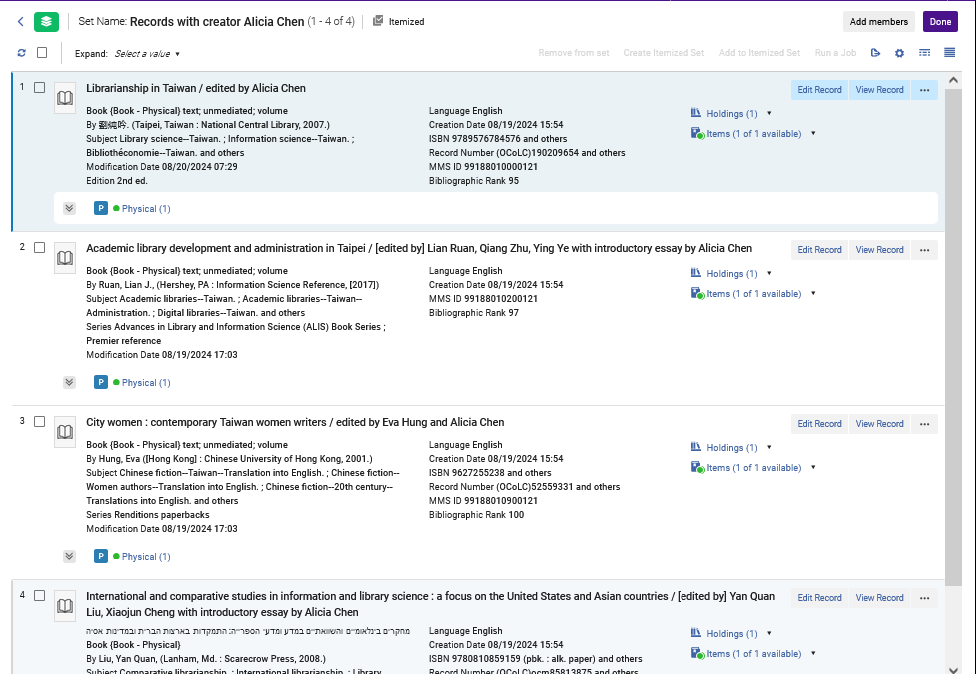 Set Name: Records with creator Alicia Chen (1 - 4 of 4) Itemized Add members Done
Expand: Select a value Remove from set Create Itemized Set Add to Itemized Set Run a Job
1 Librarianship in Taiwan / edited by Alicia Chen Edit Record View Record ...
Book {Book - Physical} text; unmediated; volume Language English Holdings (1)
By 劉炖吟. (Taipei, Taiwan : National Central Library, 2007.) Creation Date 08/19/2024 15:54
Subject Library science--Taiwan. ; Information science--Taiwan. ; ISBN 9789576784576 and others Items (1 of 1 available)
Bibliothéconomie--Taiwan. and others Record Number (OCoLC)190209654 and others
Modification Date 08/20/2024 07:29 MMS ID 99188010000121
Edition 2nd ed. Bibliographic Rank 95
P Physical (1)
2 Academic library development and administration in Taipei / [edited by] Lian Ruan, Qiang Zhu, Ying Ye with introductory essay by Alicia Chen Edit Record View Record ...
Book {Book - Physical} text; unmediated; volume Language English Holdings (1)
By Ruan, Lian J., (Hershey, PA : Information Science Reference, [2017]) Creation Date 08/19/2024 15:54
Subject Academic libraries--Taiwan. ; Academic libraries--Taiwan-- MMS ID 99188010200121 Items (1 of 1 available)
Administration. ; Digital libraries--Taiwan. and others Bibliographic Rank 97
Series Advances in Library and Information Science (ALIS) Book Series ;
Premier reference
Modification Date 08/19/2024 17:03
P Physical (1)
3 City women : contemporary Taiwan women writers / edited by Eva Hung and Alicia Chen Edit Record View Record ...
Book {Book - Physical} text; unmediated; volume Language English Holdings (1)
By Hung, Eva ([Hong Kong] : Chinese University of Hong Kong, 2001.) Creation Date 08/19/2024 15:54
Subject Chinese fiction--Taiwan--Translation into English. ; Chinese fiction-- ISBN 9627255238 and others Items (1 of 1 available)
Women authors--Translation into English. ; Chinese fiction--20th century-- Record Number (OCoLC)52559331 and others
Translations into English. and others MMS ID 99188010900121
Series Renditions paperbacks Bibliographic Rank 100
Modification Date 08/19/2024 17:03
P Physical (1)
4 International and comparative studies in information and library science : a focus on the United States and Asian countries / [edited by] Yan Quan Edit Record View Record ...
Liu, Xiaojun Cheng with introductory essay by Alicia Chen
מחקרים בינלאומיים והשוואתיים במדע ומדעי הספרייה: התמקדות בארצות הברית ובמדינות אסיה Language English Holdings (1)
Book {Book - Physical} Creation Date 08/19/2024 15:54
By Liu, Yan Quan, (Lanham, Md. : Scarecrow Press, 2008.) ISBN 9780810859159 (pbk. : alk. paper) and others Items (1 of 1 available)
Subject Comparative librarianship. ; International librarianship. ; Library Record Number (OCoLC)ocm85813875 and others